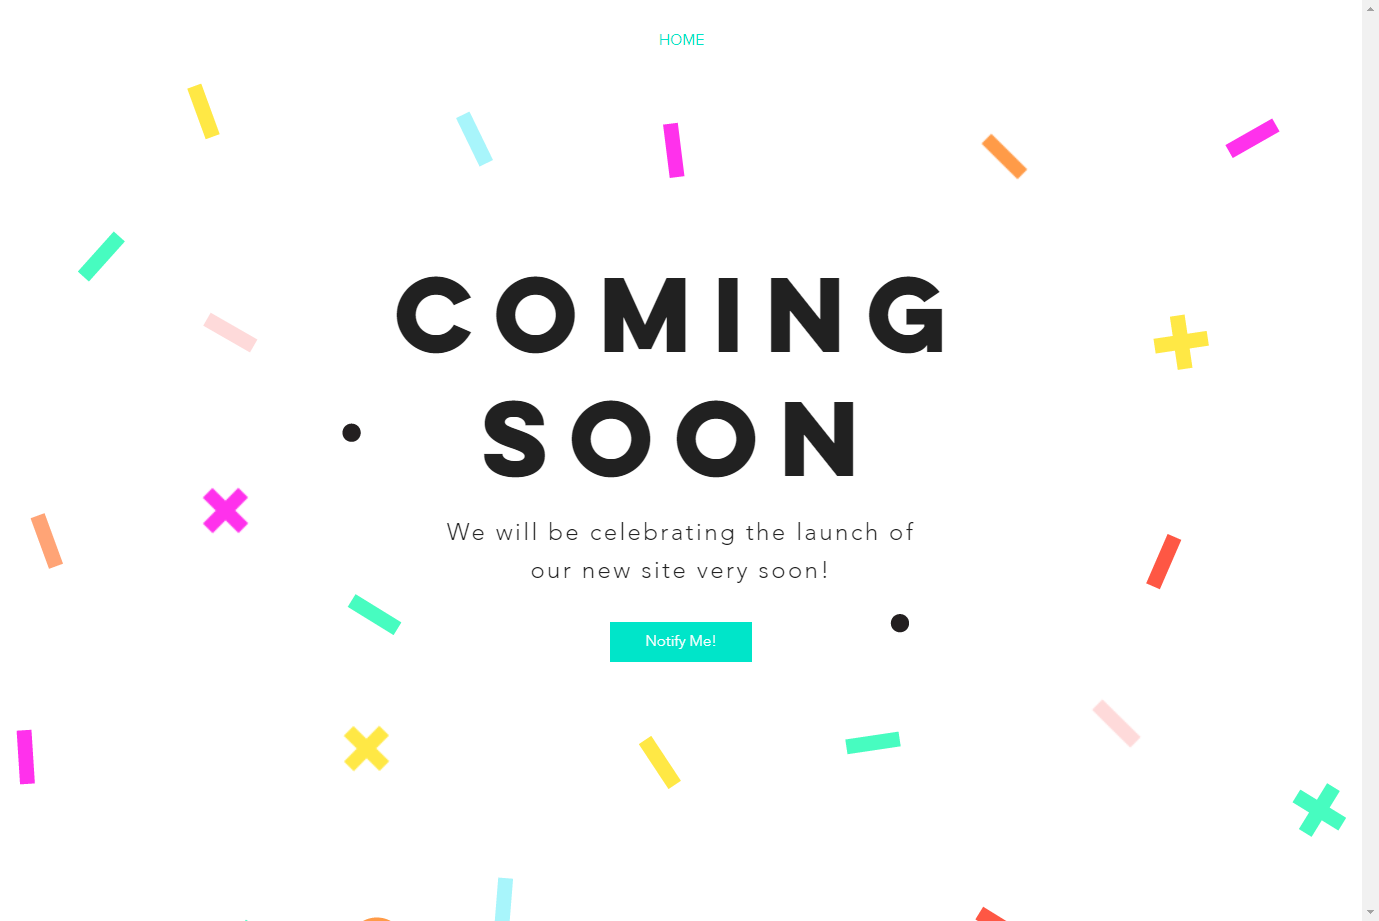 HOME
COMING
SOON
We will be celebrating the launch of
our new site very soon!
Notify Me!